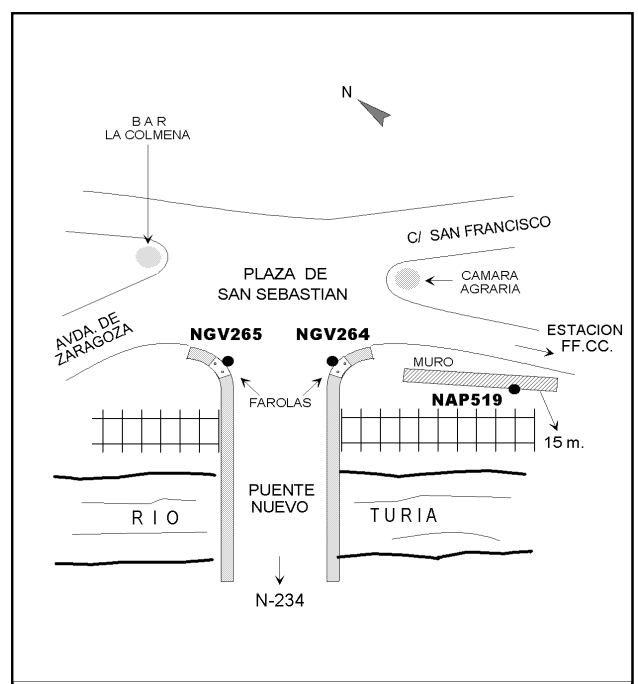 N
B A R
LA COLMENA
C/ SAN FRANCISCO
PLAZA DE
SAN SEBASTIAN
CAMARA
AGRARIA
AVDA. DE
ZARAGOZA
ESTACION
FF.CC.
NGV265
NGV264
MURO
FAROLAS
NAP519
15 m.
PUENTE
NUEVO
RIO
TURIA
N-234